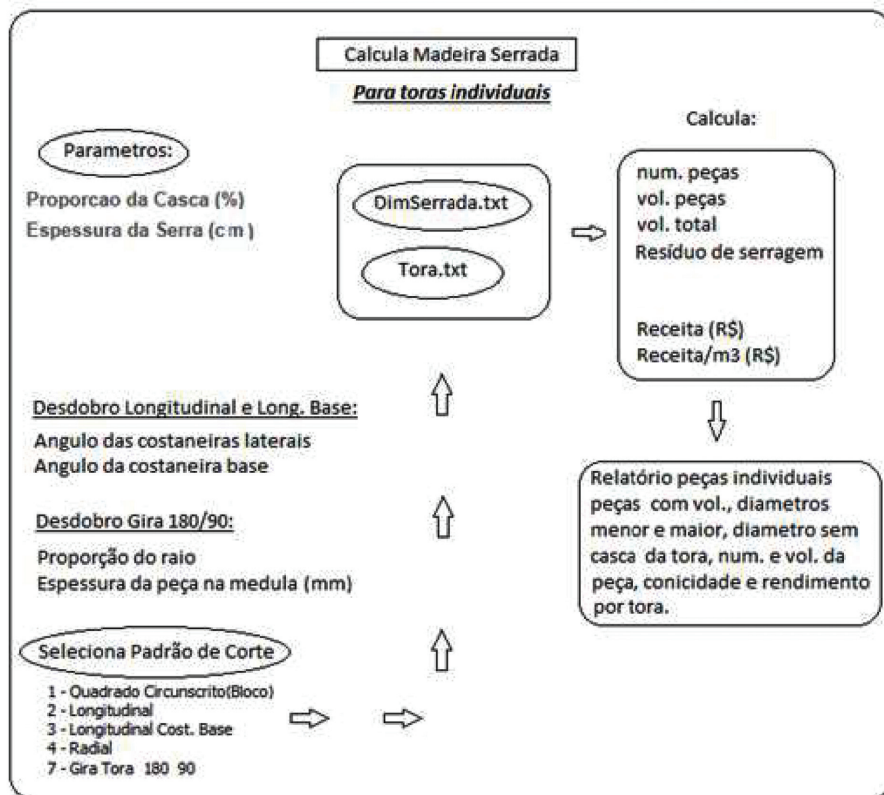 Calcula Madeira Serrada
Para toras individuais
Parametros:
Proporcao da Casca (%)
Espessura da Serra (cm)
DimSerrada.txt
Tora.txt
Calcula:
num. peças
vol. peças
vol. total
Resíduo de serragem
Receita (R$)
Receita/m3 (R$)
Desdobro Longitudinal e Long. Base:
Angulo das costaneiras laterais
Angulo da costaneira base
Desdobro Gira 180/90:
Proporção do raio
Espessura da peça na medula (mm)
Relatório peças individuais
peças com vol., diametros
menor e maior, diametro sem
casca da tora, num. e vol. da
peça, conicidade e rendimento
por tora.
Seleciona Padrão de Corte
1 - Quadrado Circunscrito(Bloco)
2 - Longitudinal
3 - Longitudinal Cost. Base
4 - Radial
7 - Gira Tora 180 90